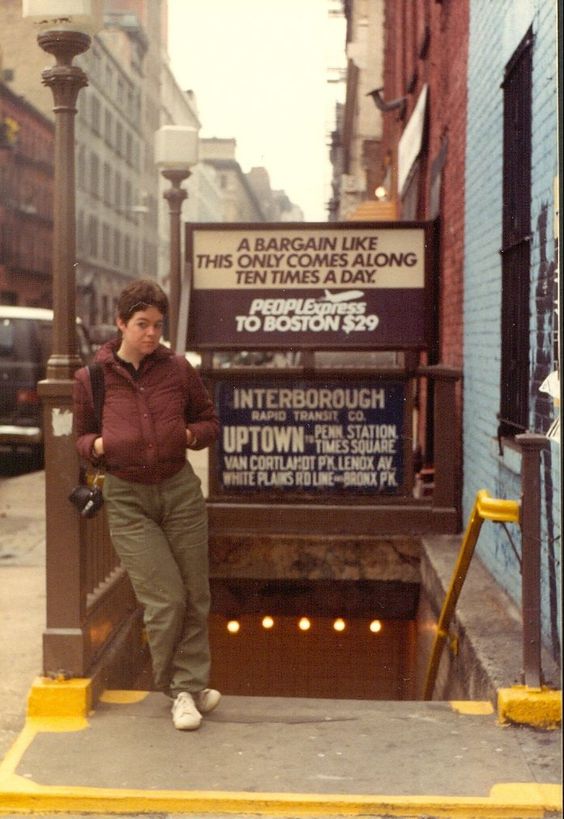 A BARGAIN LIKE
THIS ONLY COMES ALONG
TEN TIMES A DAY.
PEOPLExpress
TO BOSTON $29
INTERBOROUGH
RAPID TRANSIT CO.
UPTOWN TO PENN. STATION,
TIMES SQUARE
VAN CORTLANDT P'K. LENOX AV.
WHITE PLAINS RD LINE AND BRONX PK.